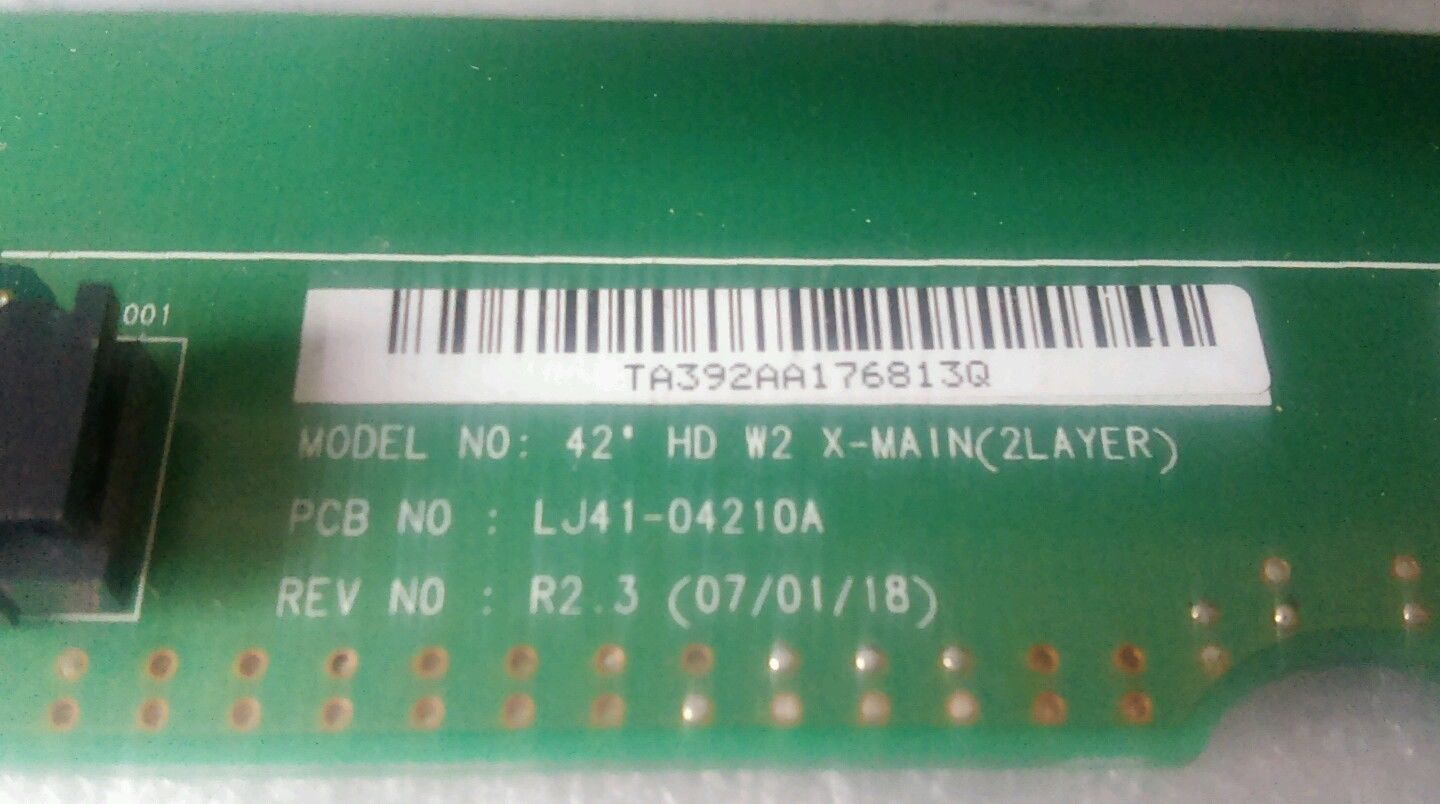 001
TA392AA176813Q
MODEL NO: 42" HD W2 X-MAIN(2LAYER)
PCB NO : LJ41-04210A
REV NO : R2.3 (07/01/18)